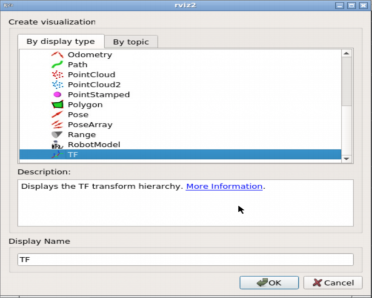 rviz2
Create visualization
By display type
By topic
Odometry
Path
PointCloud
PointCloud2
PointStamped
Polygon
Pose
PoseArray
Range
RobotModel
TF
Description:
Displays the TF transform hierarchy. More Information.
Display Name
TF
OK
Cancel